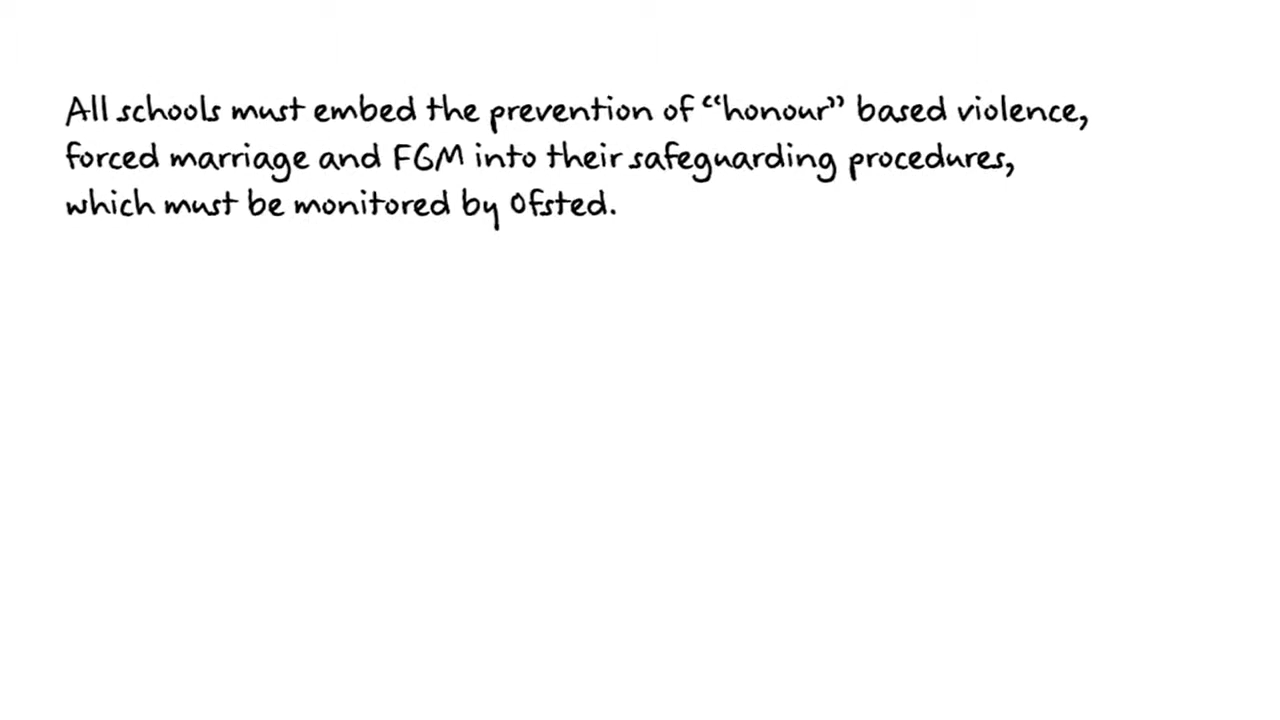 All schools must embed the prevention of “honour” based violence,
forced marriage and FGM into their safeguarding procedures,
which must be monitored by Ofsted.